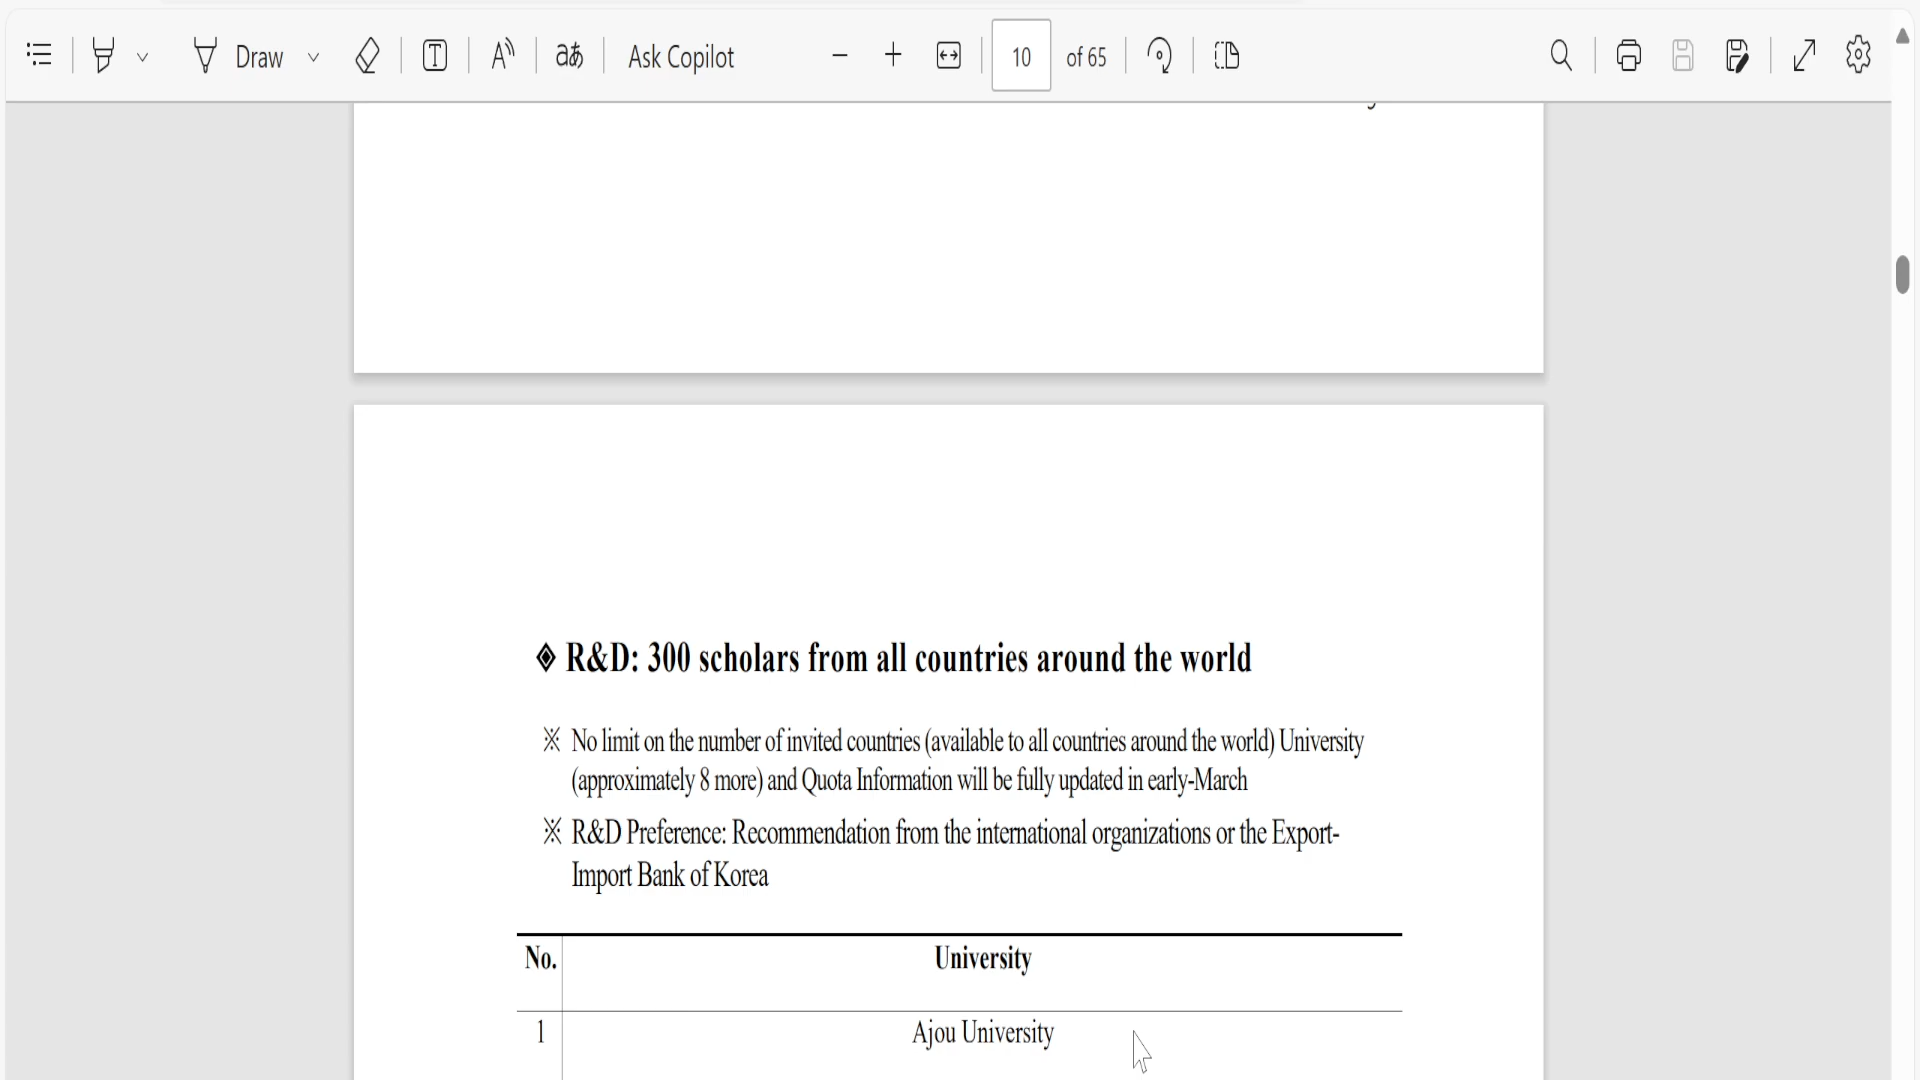 Draw
Ask Copilot
10 of 65
◈ R&D: 300 scholars from all countries around the world
※ No limit on the number of invited countries (available to all countries around the world) University
(approximately 8 more) and Quota Information will be fully updated in early-March
※ R&D Preference: Recommendation from the international organizations or the Export-
Import Bank of Korea
No. University
1 Ajou University